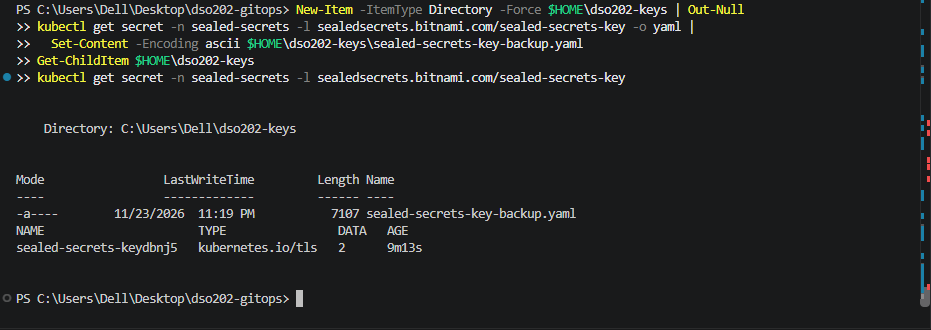 PS C:\Users\Dell\Desktop\dso202-gitops> New-Item -ItemType Directory -Force $HOME\dso202-keys | Out-Null
>> kubectl get secret -n sealed-secrets -l sealedsecrets.bitnami.com/sealed-secrets-key -o yaml |
>>   Set-Content -Encoding ascii $HOME\dso202-keys\sealed-secrets-key-backup.yaml
>> Get-ChildItem $HOME\dso202-keys
>> kubectl get secret -n sealed-secrets -l sealedsecrets.bitnami.com/sealed-secrets-key
Directory: C:\Users\Dell\dso202-keys
Mode LastWriteTime Length Name
---- ------------- ------ ----
-a---- 11/23/2026 11:19 PM 7107 sealed-secrets-key-backup.yaml
NAME TYPE DATA AGE
sealed-secrets-keydbnj5 kubernetes.io/tls 2 9m13s
PS C:\Users\Dell\Desktop\dso202-gitops>